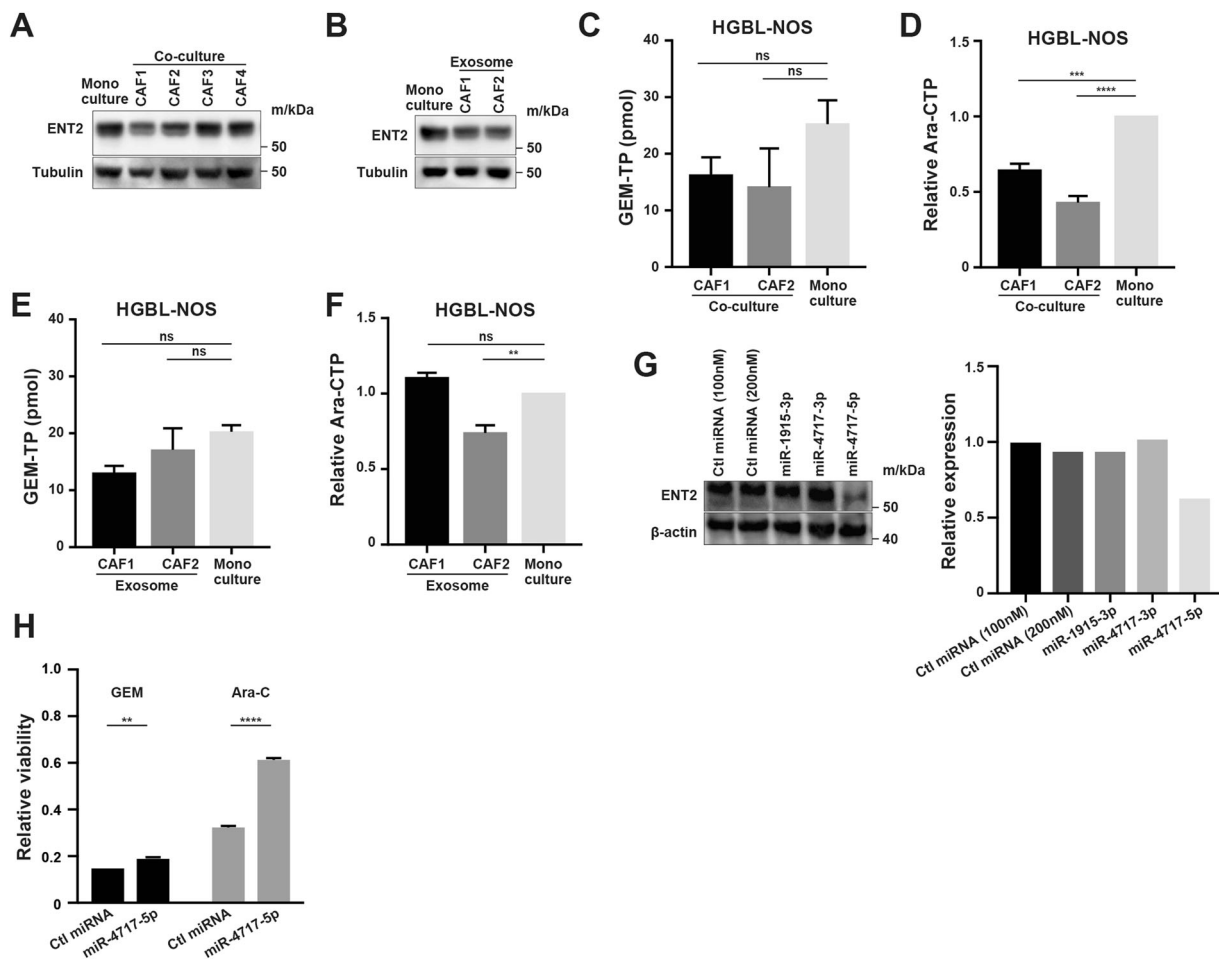 A
Co-culture
Mono culture
CAF1
CAF2
CAF3
CAF4
m/kDa
ENT2
50
Tubulin
50
B
Exosome
Mono culture
CAF1
CAF2
m/kDa
ENT2
50
Tubulin
50
C
HGBL-NOS
ns
ns
GEM-TP (pmol)
40
30
20
10
0
CAF1
CAF2
Mono culture
Co-culture
D
HGBL-NOS
***
****
Relative Ara-CTP
1.5
1.0
0.5
0
CAF1
CAF2
Mono culture
Co-culture
E
HGBL-NOS
ns
ns
GEM-TP (pmol)
40
30
20
10
0
CAF1
CAF2
Mono culture
Exosome
F
HGBL-NOS
ns
**
Relative Ara-CTP
1.5
1.0
0.5
0
CAF1
CAF2
Mono culture
Exosome
G
Ctl miRNA (100nM)
Ctl miRNA (200nM)
miR-1915-3p
miR-4717-3p
miR-4717-5p
m/kDa
ENT2
50
β-actin
40
Relative expression
1.5
1.0
0.5
0
Ctl miRNA (100nM)
Ctl miRNA (200nM)
miR-1915-3p
miR-4717-3p
miR-4717-5p
H
Relative viability
1.0
0.8
0.6
0.4
0.2
0
GEM
**
Ara-C
****
Ctl miRNA
miR-4717-5p
Ctl miRNA
miR-4717-5p